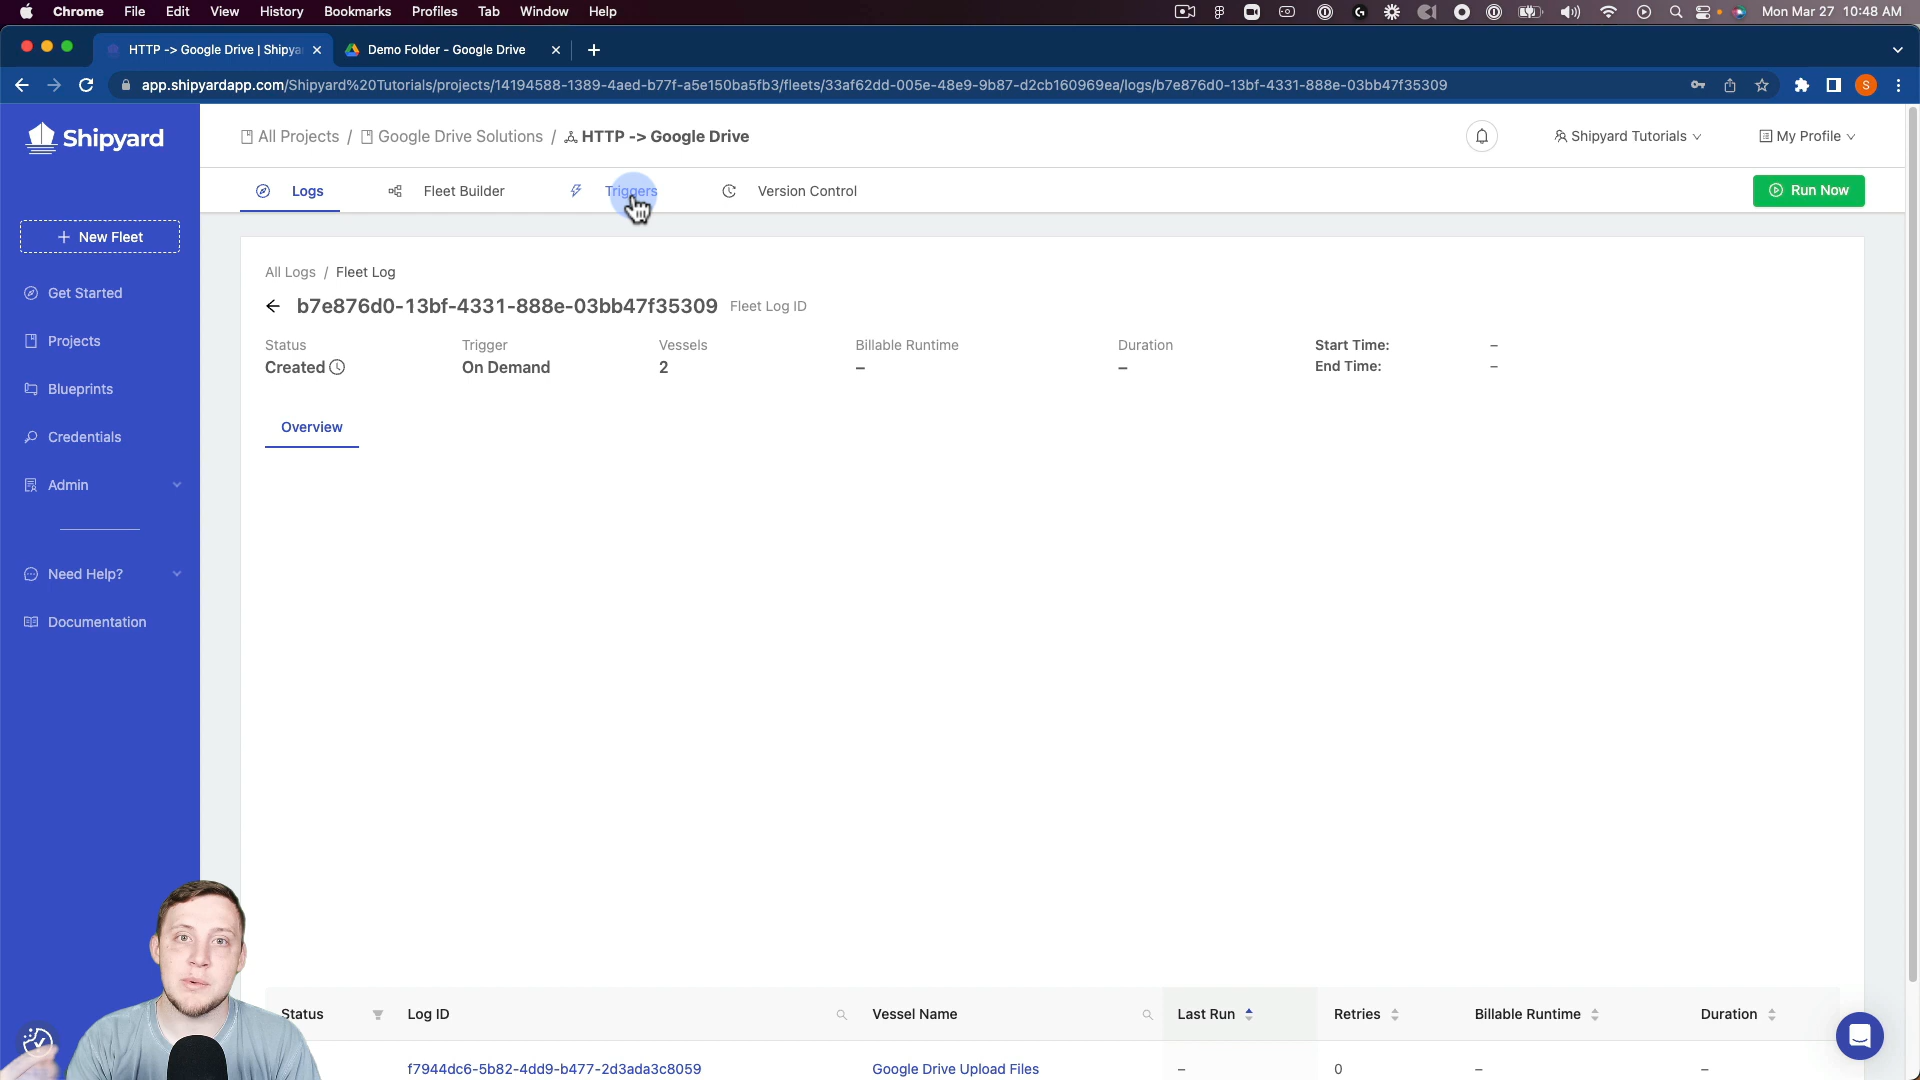 Chrome File Edit View History Bookmarks Profiles Tab Window Help Mon Mar 27 10:48 AM
HTTP -> Google Drive | Shipya Demo Folder - Google Drive
app.shipyardapp.com/Shipyard%20Tutorials/projects/14194588-1389-4aed-b77f-a5e150ba5fb3/fleets/33af62dd-005e-48e9-9b87-d2cb160969ea/logs/b7e876d0-13bf-4331-888e-03bb47f35309 S
Shipyard
All Projects / Google Drive Solutions / HTTP -> Google Drive Shipyard Tutorials My Profile
Logs Fleet Builder Triggers Version Control Run Now
+ New Fleet
Get Started
Projects
Blueprints
Credentials
Admin
Need Help?
Documentation
All Logs / Fleet Log
b7e876d0-13bf-4331-888e-03bb47f35309 Fleet Log ID
Status Trigger Vessels Billable Runtime Duration Start Time: –
Created On Demand 2 – – End Time: –
Overview
Status Log ID Vessel Name Last Run Retries Billable Runtime Duration
f7944dc6-5b82-4dd9-b477-2d3ada3c8059 Google Drive Upload Files – 0 – –